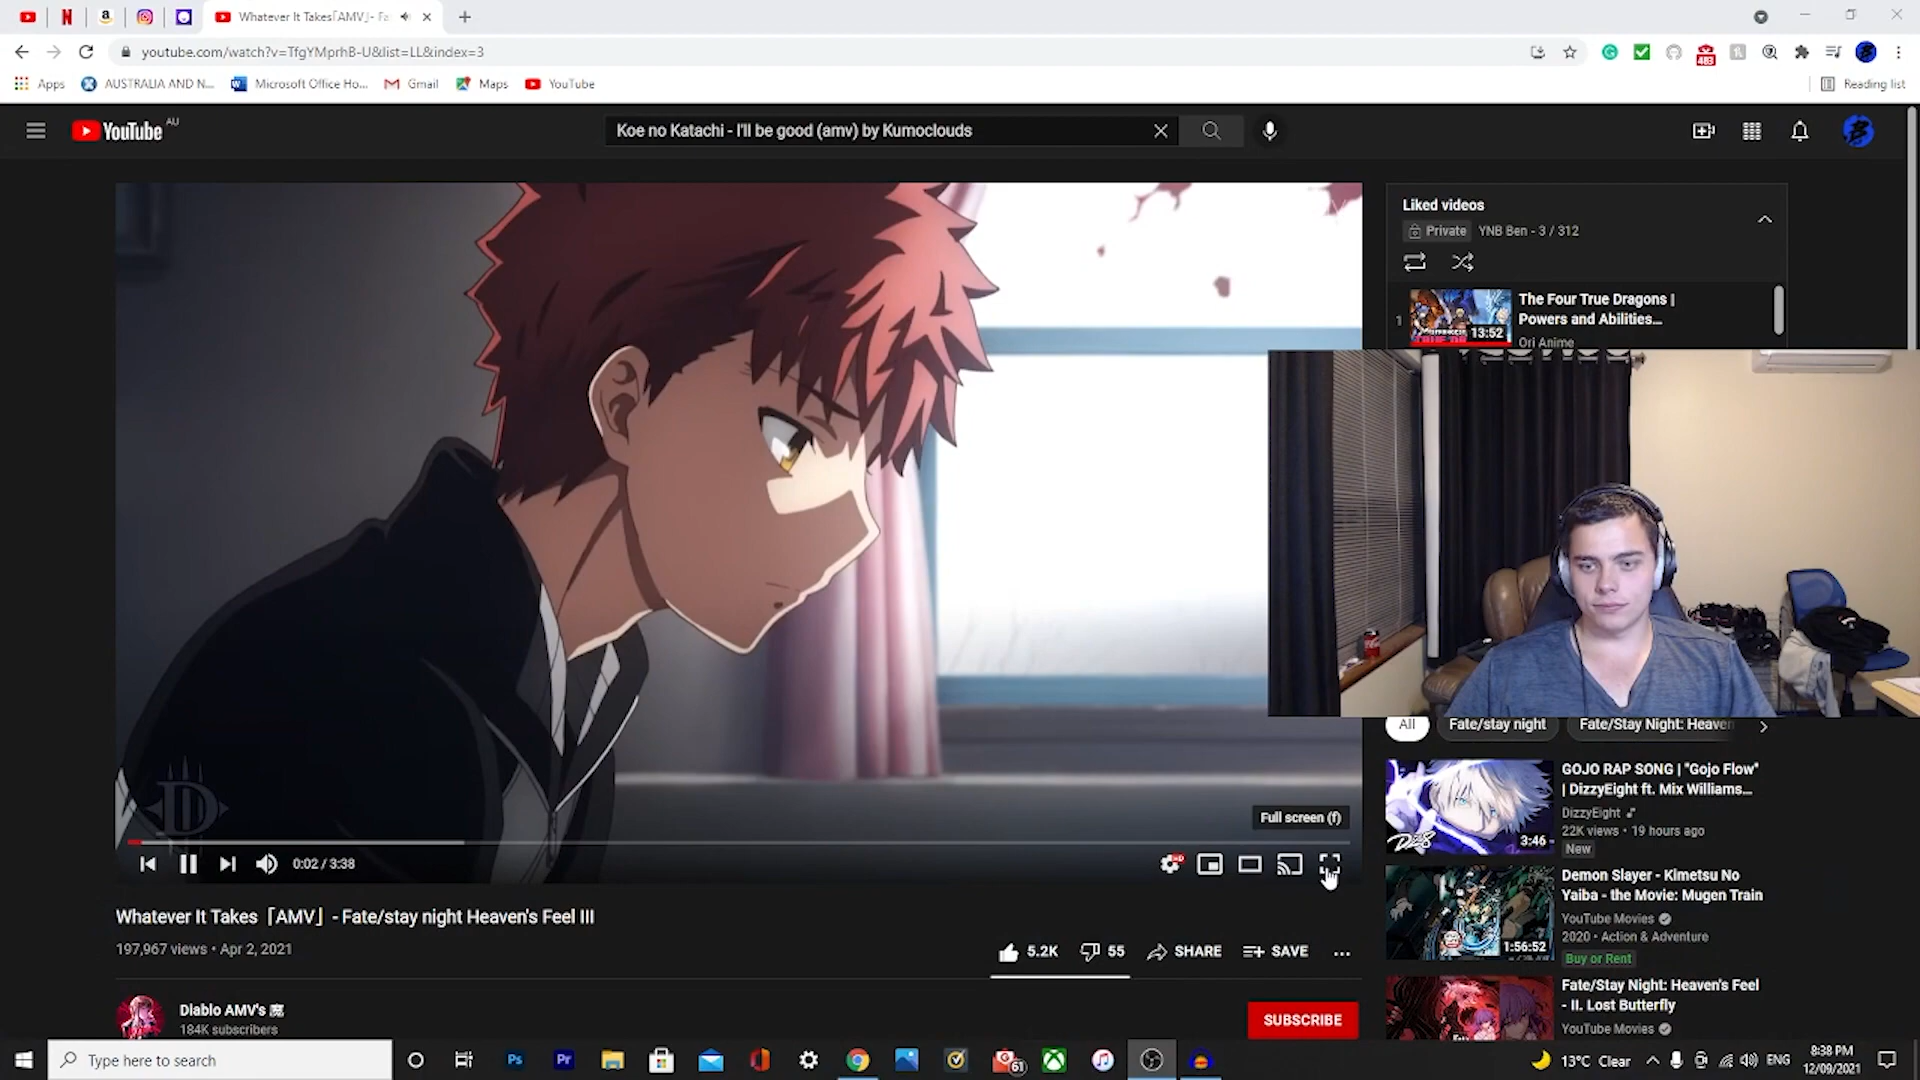 Whatever It Takes「AMV」- Fa
youtube.com/watch?v=TfgYMprhB-U&list=LL&index=3
483
Apps
AUSTRALIA AND N...
Microsoft Office Ho...
Gmail
Maps
YouTube
Reading list
YouTube AU
Koe no Katachi - I'll be good (amv) by Kumoclouds
Liked videos
Private YNB Ben - 3 / 312
1
The Four True Dragons |
Powers and Abilities...
13:52
Ori Anime
Full screen (f)
0:02 / 3:38
HD
All
Fate/stay night
Fate/Stay Night: Heaven
GOJO RAP SONG | "Gojo Flow"
| DizzyEight ft. Mix Williams...
DizzyEight
22K views • 19 hours ago
New
3:46
Demon Slayer - Kimetsu No
Yaiba - the Movie: Mugen Train
YouTube Movies
2020 • Action & Adventure
Buy or Rent
1:56:52
Fate/Stay Night: Heaven's Feel
- II. Lost Butterfly
YouTube Movies
Whatever It Takes「AMV」- Fate/stay night Heaven's Feel III
197,967 views • Apr 2, 2021
5.2K
55
SHARE
SAVE
Diablo AMV's 魔
184K subscribers
SUBSCRIBE
Type here to search
Ps
Pr
61
13°C Clear
ENG
8:38 PM
12/09/2021